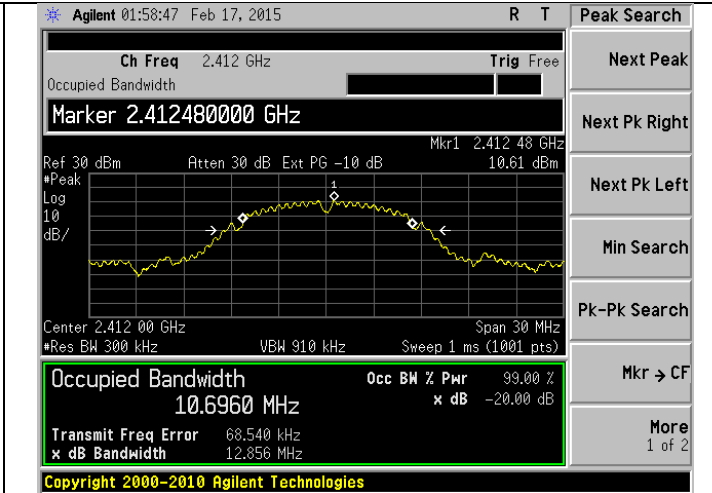 Agilent 01:58:47 Feb 17, 2015 R T Peak Search
Ch Freq 2.412 GHz Trig Free
Occupied Bandwidth
Marker 2.412480000 GHz
Mkr1 2.412 48 GHz
Ref 30 dBm Atten 30 dB Ext PG -10 dB 10.61 dBm
#Peak
Log
10
dB/
1
Center 2.412 00 GHz Span 30 MHz
#Res BW 300 kHz VBW 910 kHz Sweep 1 ms (1001 pts)
Occupied Bandwidth Occ BW % Pwr 99.00 %
10.6960 MHz x dB -20.00 dB
Transmit Freq Error 68.540 kHz
x dB Bandwidth 12.856 MHz
Copyright 2000-2010 Agilent Technologies
Next Peak
Next Pk Right
Next Pk Left
Min Search
Pk-Pk Search
Mkr → CF
More
1 of 2